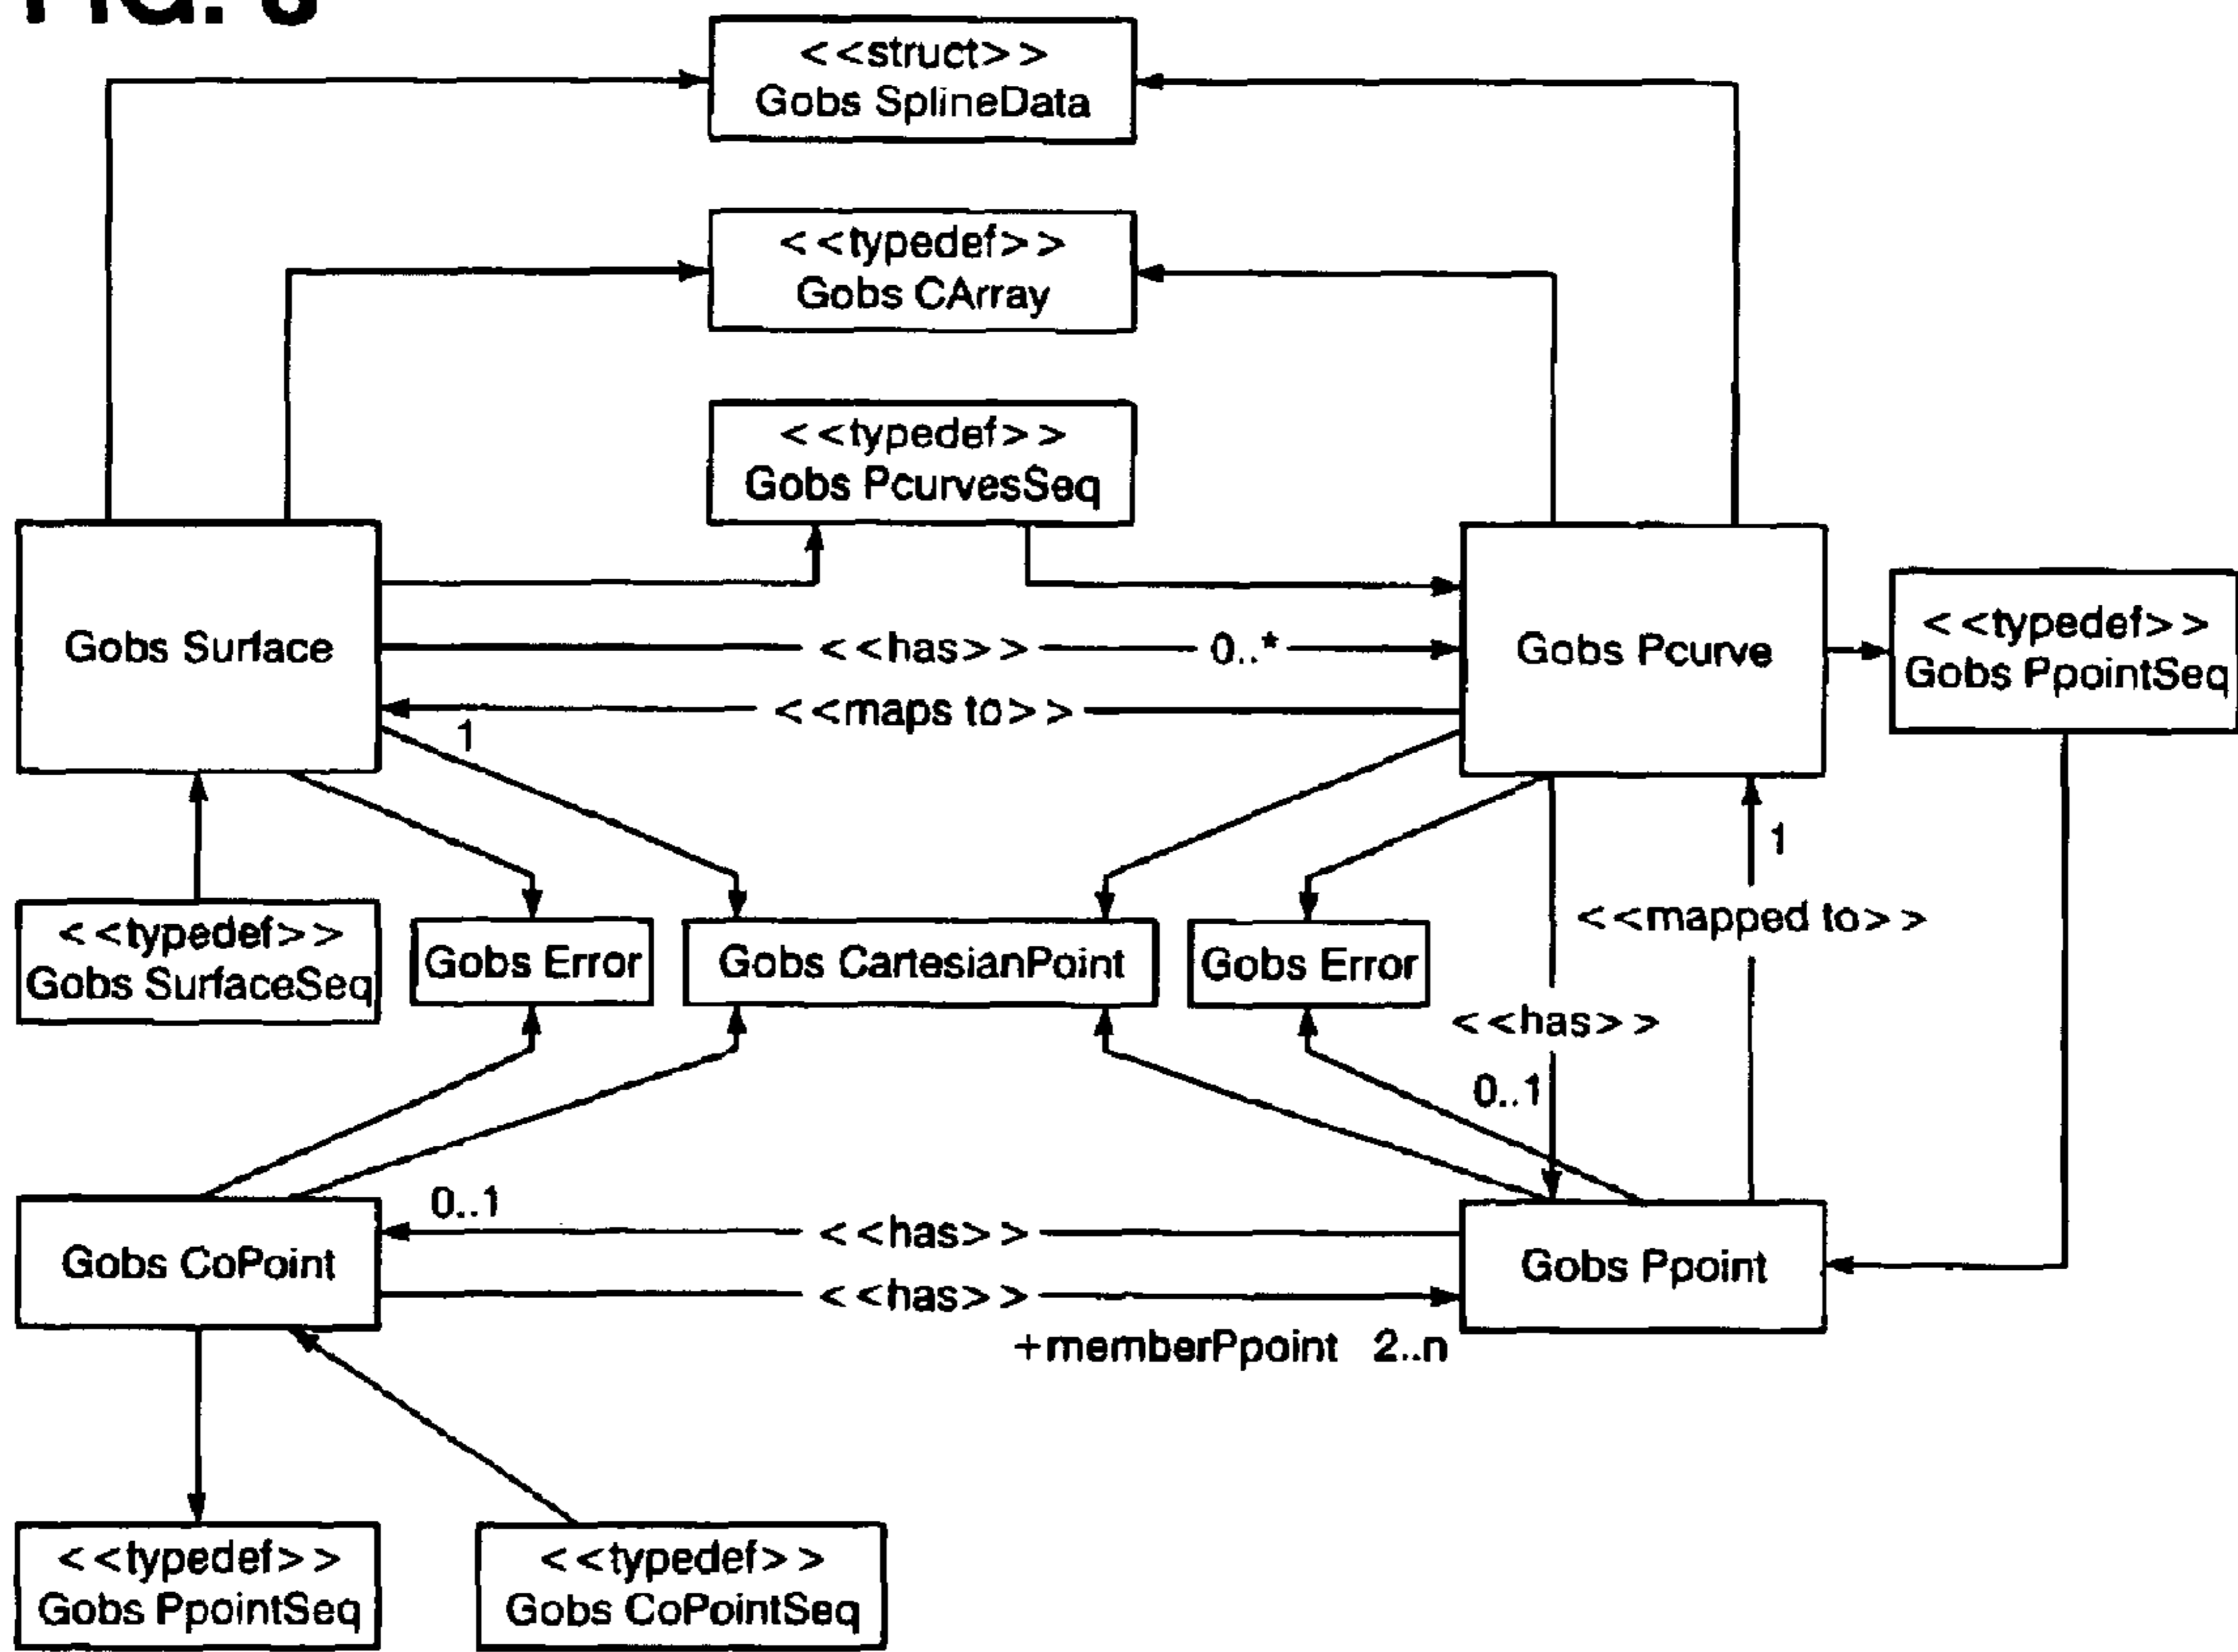 <<struct>>
Gobs SplineData
<<typedef>>
Gobs CArray
<<typedef>>
Gobs PcurvesSeq
Gobs Surface
<<has>>
0..*
Gobs Pcurve
<<typedef>>
Gobs PpointSeq
<<maps to>>
1
1
<<mapped to>>
<<typedef>>
Gobs SurfaceSeq
Gobs Error
Gobs CartesianPoint
Gobs Error
<<has>>
0..1
0..1
<<has>>
Gobs CoPoint
Gobs Ppoint
<<has>>
+memberPpoint 2..n
<<typedef>>
Gobs PpointSeq
<<typedef>>
Gobs CoPointSeq